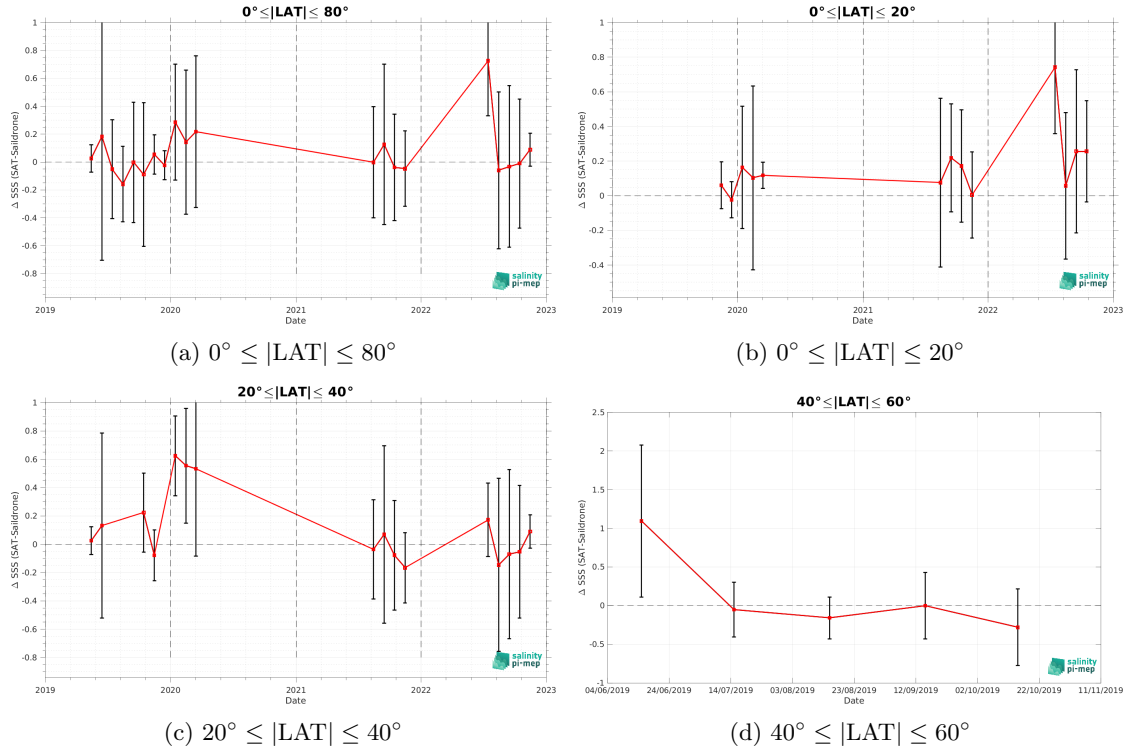 0°≤|LAT|≤ 80°
1
0.8
0.6
0.4
0.2
0
-0.2
-0.4
-0.6
-0.8
Δ SSS (SAT-Saildrone)
2019
2020
2021
2022
2023
Date
salinity
pi-mep
(a) 0° ≤ |LAT| ≤ 80°
0°≤|LAT|≤ 20°
1
0.8
0.6
0.4
0.2
0
-0.2
-0.4
Δ SSS (SAT-Saildrone)
2019
2020
2021
2022
2023
Date
salinity
pi-mep
(b) 0° ≤ |LAT| ≤ 20°
20°≤|LAT|≤ 40°
1
0.8
0.6
0.4
0.2
0
-0.2
-0.4
-0.6
-0.8
Δ SSS (SAT-Saildrone)
2019
2020
2021
2022
2023
Date
salinity
pi-mep
(c) 20° ≤ |LAT| ≤ 40°
40°≤|LAT|≤ 60°
2.5
2
1.5
1
0.5
0
-0.5
-1
Δ SSS (SAT-Saildrone)
04/06/2019
24/06/2019
14/07/2019
03/08/2019
23/08/2019
12/09/2019
02/10/2019
22/10/2019
11/11/2019
Date
salinity
pi-mep
(d) 40° ≤ |LAT| ≤ 60°